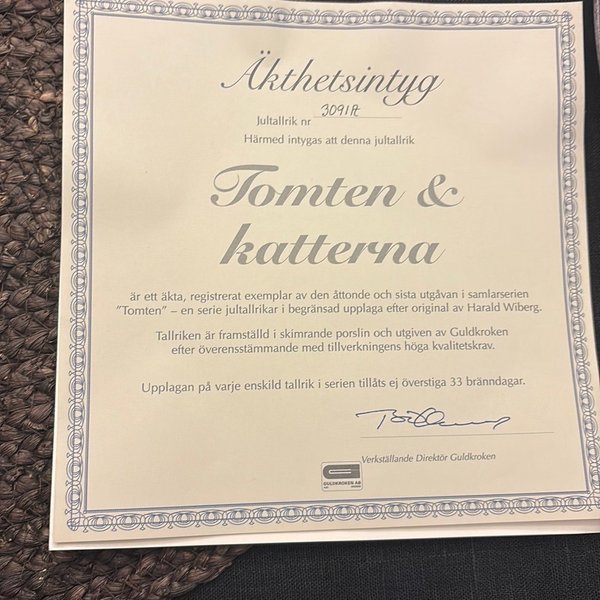 Äkthetsintyg
Jultallrik nr 3091A
Härmed intygas att denna jultallrik
Tomten &
katterna
är ett äkta, registrerat exemplar av den åttonde och sista utgåvan i samlarserien
"Tomten" – en serie jultallrikar i begränsad upplaga efter original av Harald Wiberg.
Tallriken är framställd i skimrande porslin och utgiven av Guldkroken
efter överensstämmande med tillverkningens höga kvalitetskrav.
Upplagan på varje enskild tallrik i serien tillåts ej överstiga 33 bränndagar.
Verkställande Direktör Guldkroken
GULDKROKEN AB